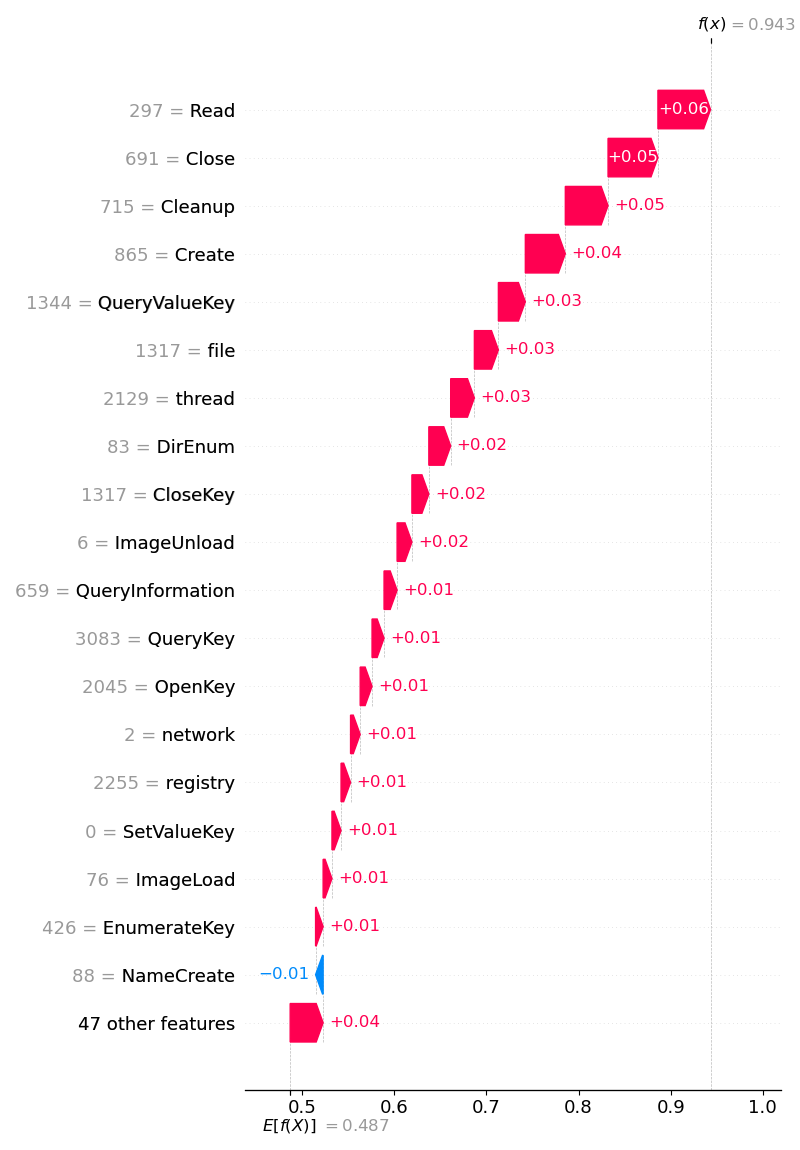 f(x) = 0.943
297 = Read +0.06
691 = Close +0.05
715 = Cleanup +0.05
865 = Create +0.04
1344 = QueryValueKey +0.03
1317 = file +0.03
2129 = thread +0.03
83 = DirEnum +0.02
1317 = CloseKey +0.02
6 = ImageUnload +0.02
659 = QueryInformation +0.01
3083 = QueryKey +0.01
2045 = OpenKey +0.01
2 = network +0.01
2255 = registry +0.01
0 = SetValueKey +0.01
76 = ImageLoad +0.01
426 = EnumerateKey +0.01
88 = NameCreate −0.01
47 other features +0.04
0.5 0.6 0.7 0.8 0.9 1.0
E[f(X)] = 0.487